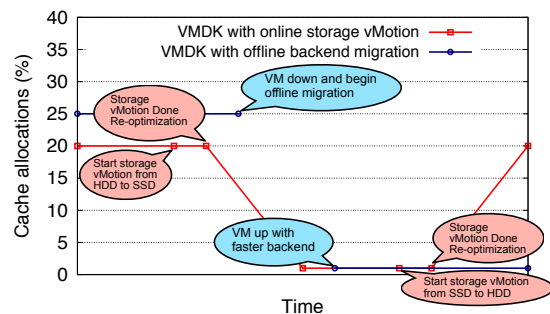 VMDK with online storage vMotion
VMDK with offline backend migration
Cache allocations (%)
40
35
30
25
20
15
10
5
0
VM down and begin
offline migration
Storage
vMotion Done
Re-optimization
Start storage
vMotion from
HDD to SSD
VM up with
faster backend
Storage
vMotion Done
Re-optimization
Start storage vMotion
from SSD to HDD
Time